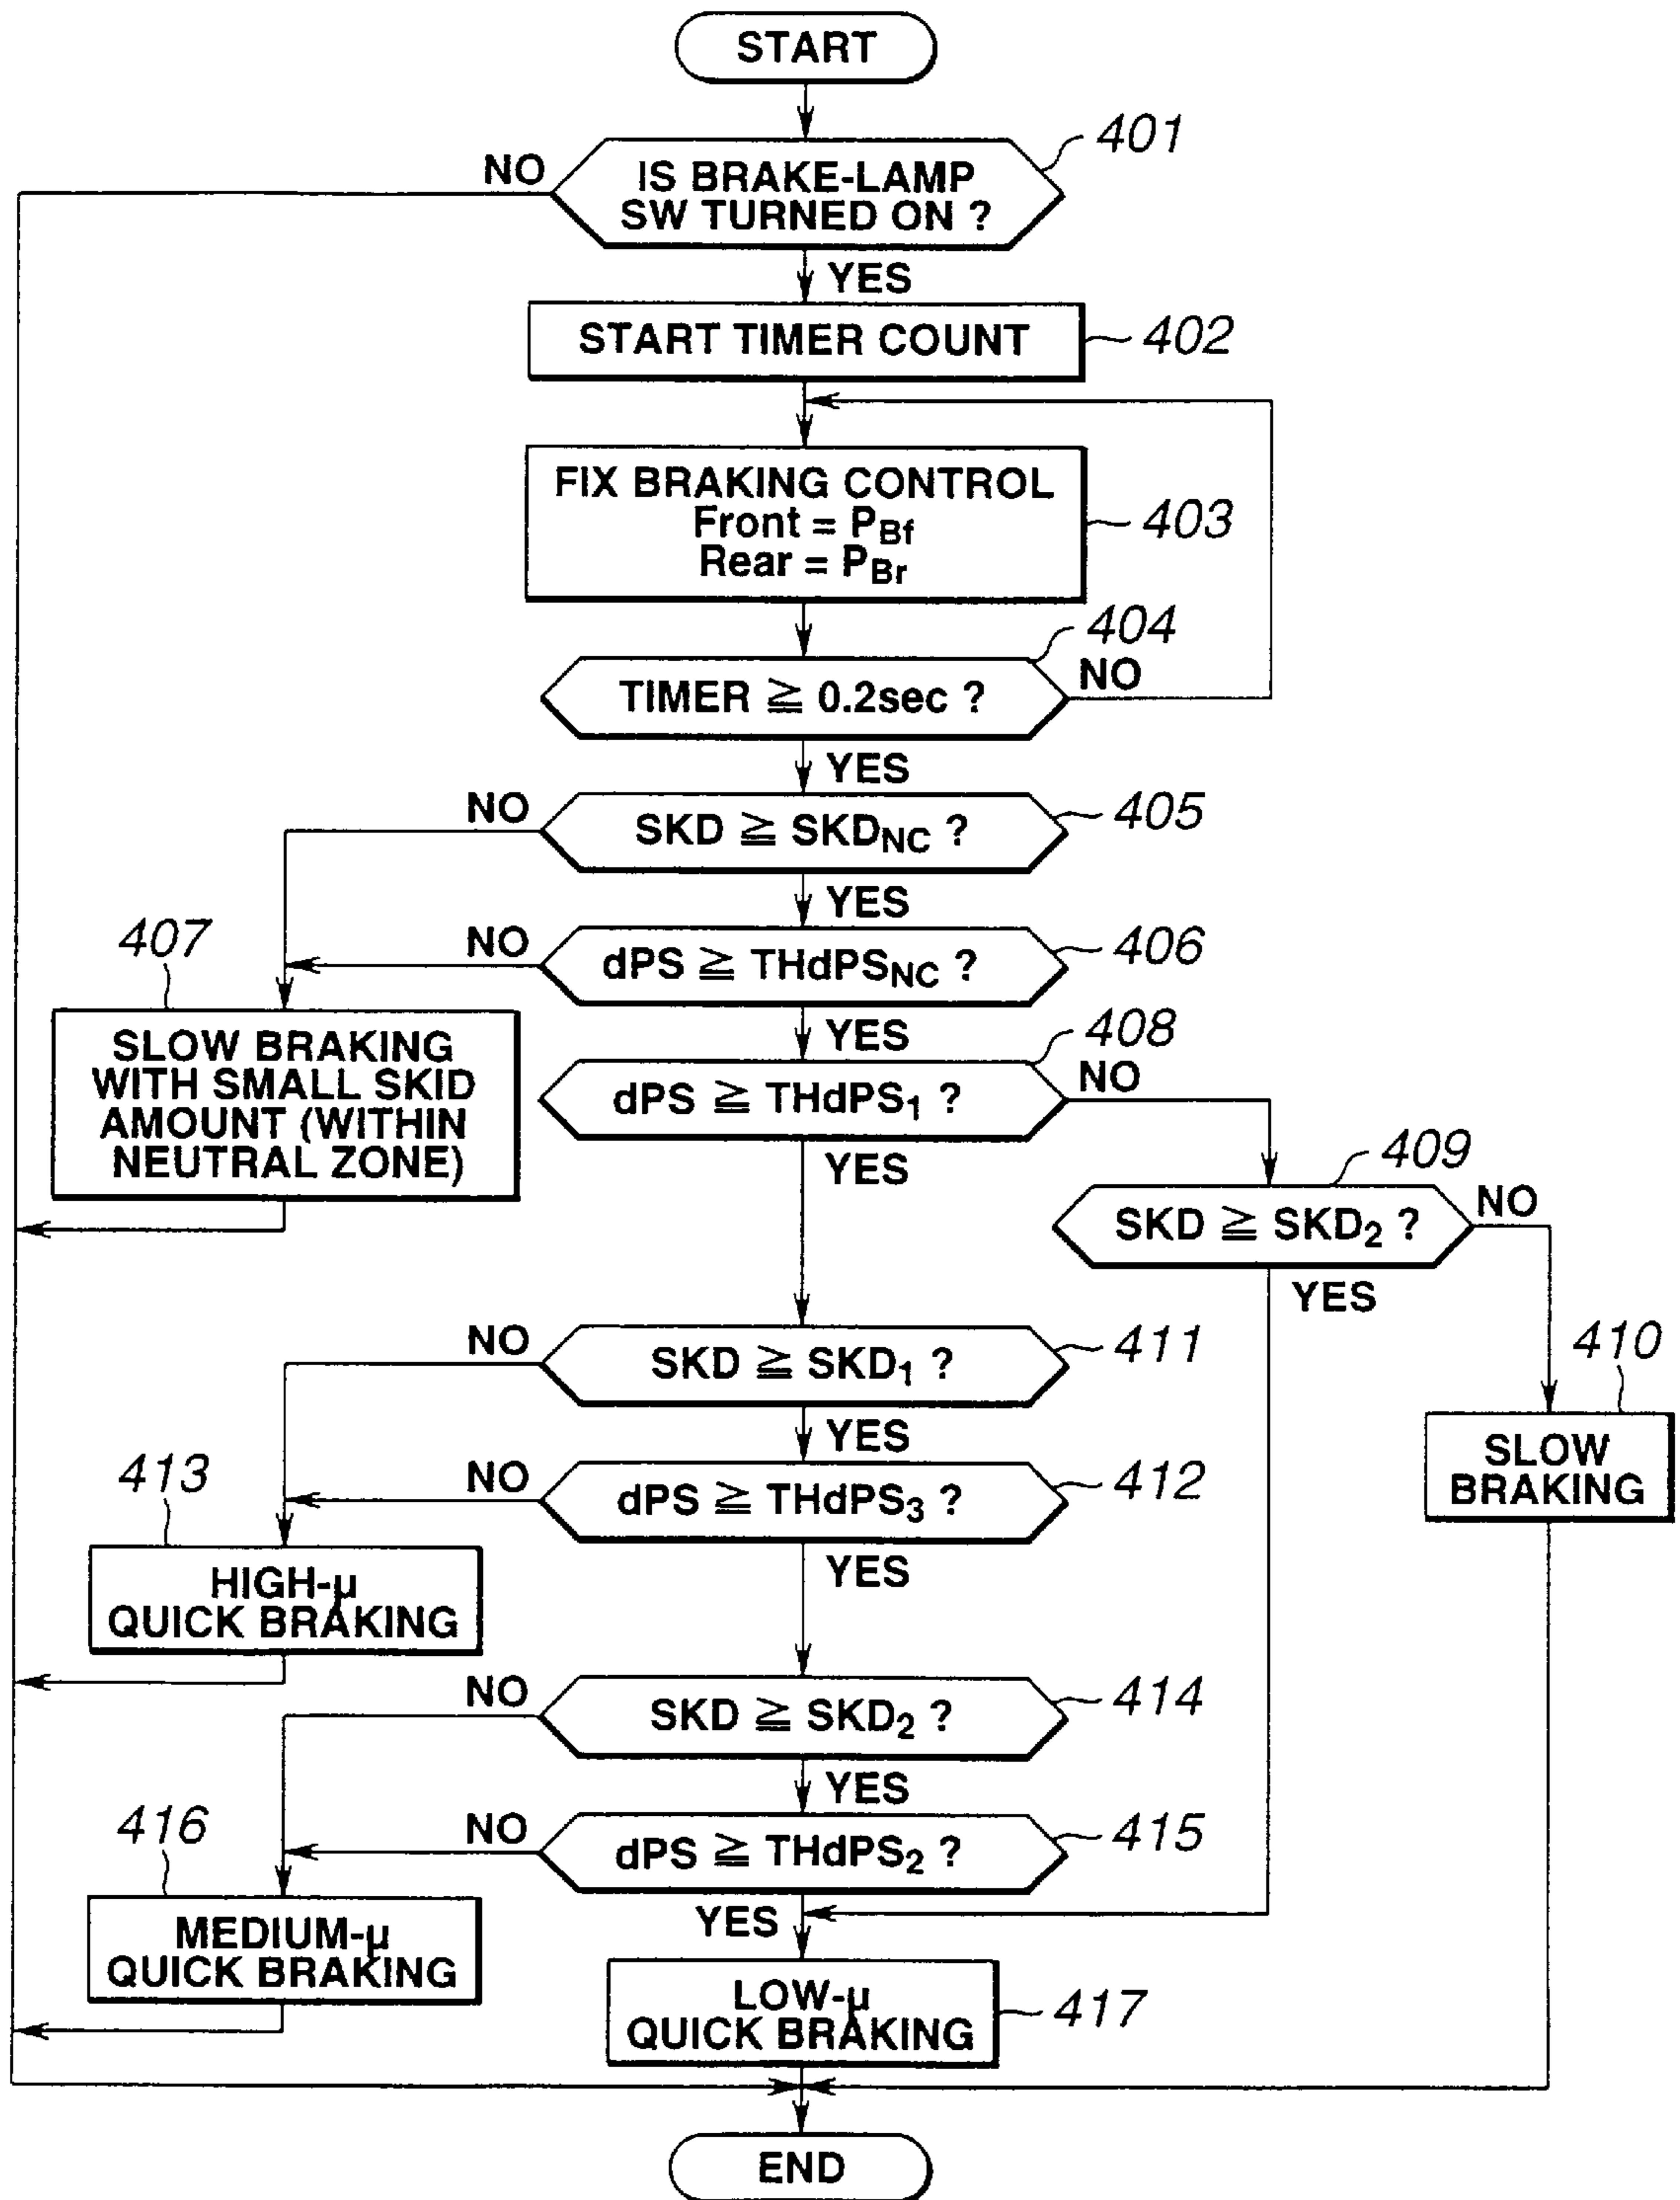 START
401
NO
IS BRAKE-LAMP
SW TURNED ON ?
YES
START TIMER COUNT
402
FIX BRAKING CONTROL
Front = PBf
Rear = PBr
403
404
TIMER ≧ 0.2sec ?
NO
YES
NO
SKD ≧ SKDNC ?
405
YES
407
NO
dPS ≧ THdPSNC ?
406
YES
408
SLOW BRAKING
WITH SMALL SKID
AMOUNT (WITHIN
NEUTRAL ZONE)
dPS ≧ THdPS1 ?
NO
YES
409
SKD ≧ SKD2 ?
NO
YES
NO
SKD ≧ SKD1 ?
411
410
YES
SLOW
BRAKING
413
NO
dPS ≧ THdPS3 ?
412
YES
HIGH-μ
QUICK BRAKING
NO
SKD ≧ SKD2 ?
414
YES
416
NO
dPS ≧ THdPS2 ?
415
YES
MEDIUM-μ
QUICK BRAKING
LOW-μ
QUICK BRAKING
417
END